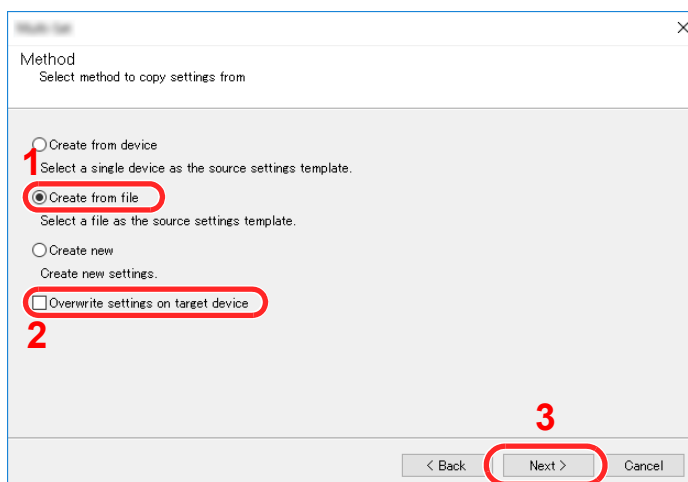 Method
Select method to copy settings from
Create from device
1
Select a single device as the source settings template.
Create from file
Select a file as the source settings template.
Create new
Create new settings.
Overwrite settings on target device
2
3
< Back
Next >
Cancel